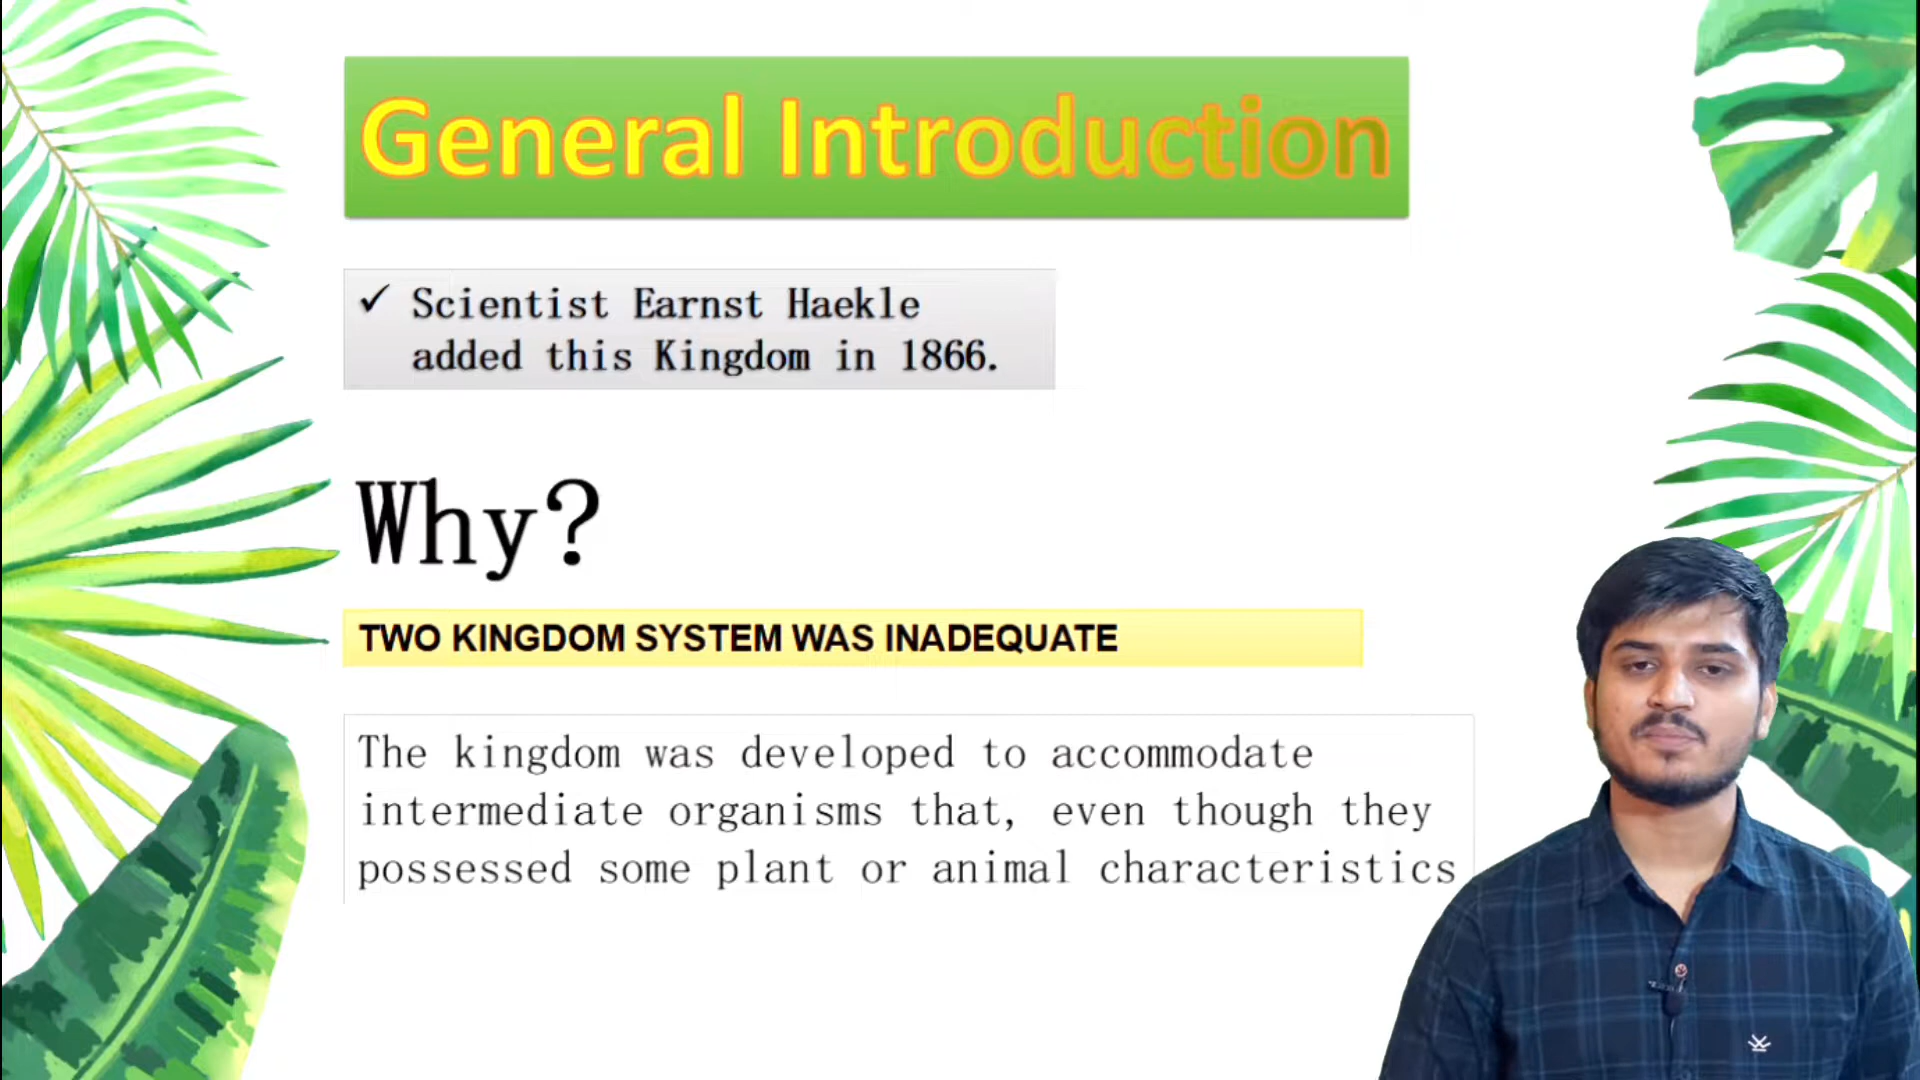 General Introduction
✓ Scientist Earnst Haekle
added this Kingdom in 1866.
Why?
TWO KINGDOM SYSTEM WAS INADEQUATE
The kingdom was developed to accommodate
intermediate organisms that, even though they
possessed some plant or animal characteristics